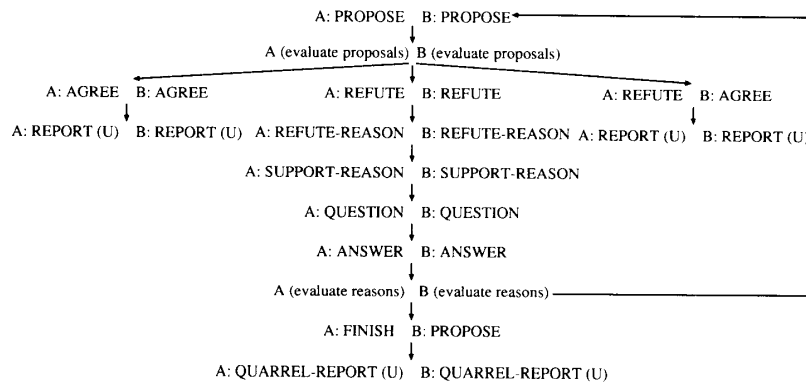 A: PROPOSE B: PROPOSE
A (evaluate proposals) B (evaluate proposals)
A: AGREE B: AGREE A: REFUTE B: REFUTE A: REFUTE B: AGREE
A: REPORT (U) B: REPORT (U) A: REFUTE-REASON B: REFUTE-REASON A: REPORT (U) B: REPORT (U)
A: SUPPORT-REASON B: SUPPORT-REASON
A: QUESTION B: QUESTION
A: ANSWER B: ANSWER
A (evaluate reasons) B (evaluate reasons)
A: FINISH B: PROPOSE
A: QUARREL-REPORT (U) B: QUARREL-REPORT (U)